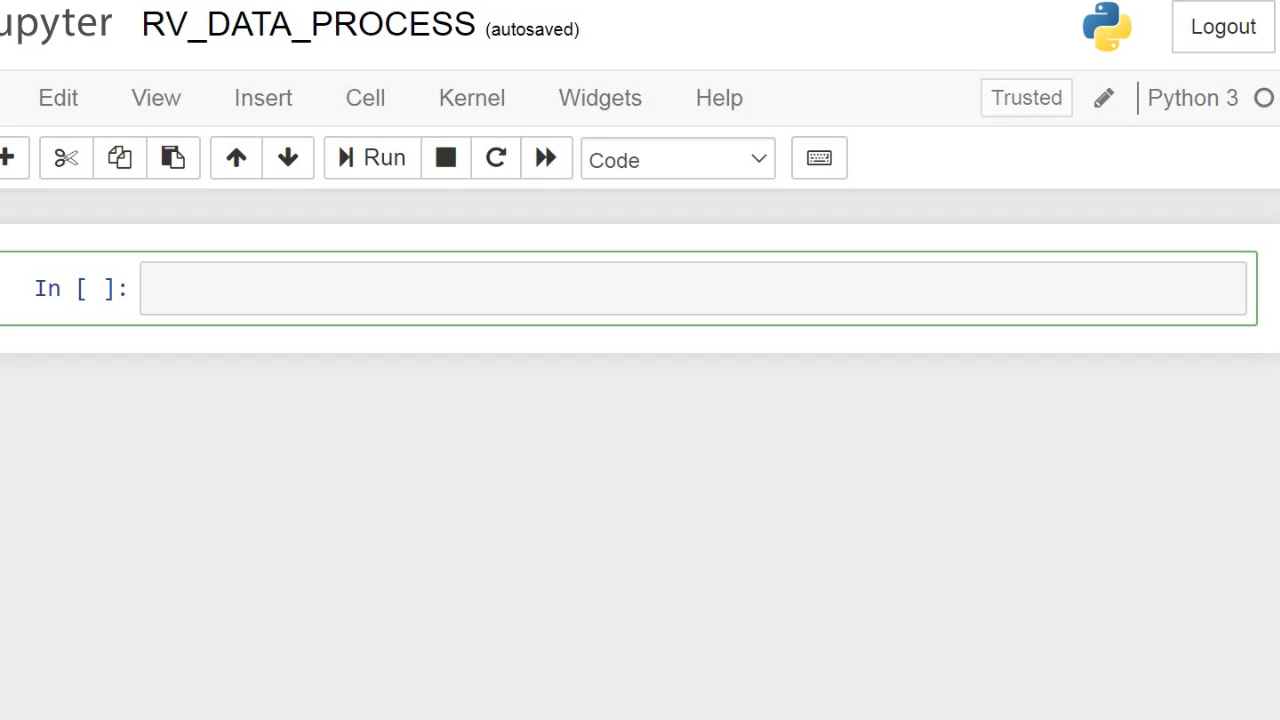 upyter RV_DATA_PROCESS (autosaved) Logout
Edit View Insert Cell Kernel Widgets Help Trusted Python 3
Run Code
In [ ]: